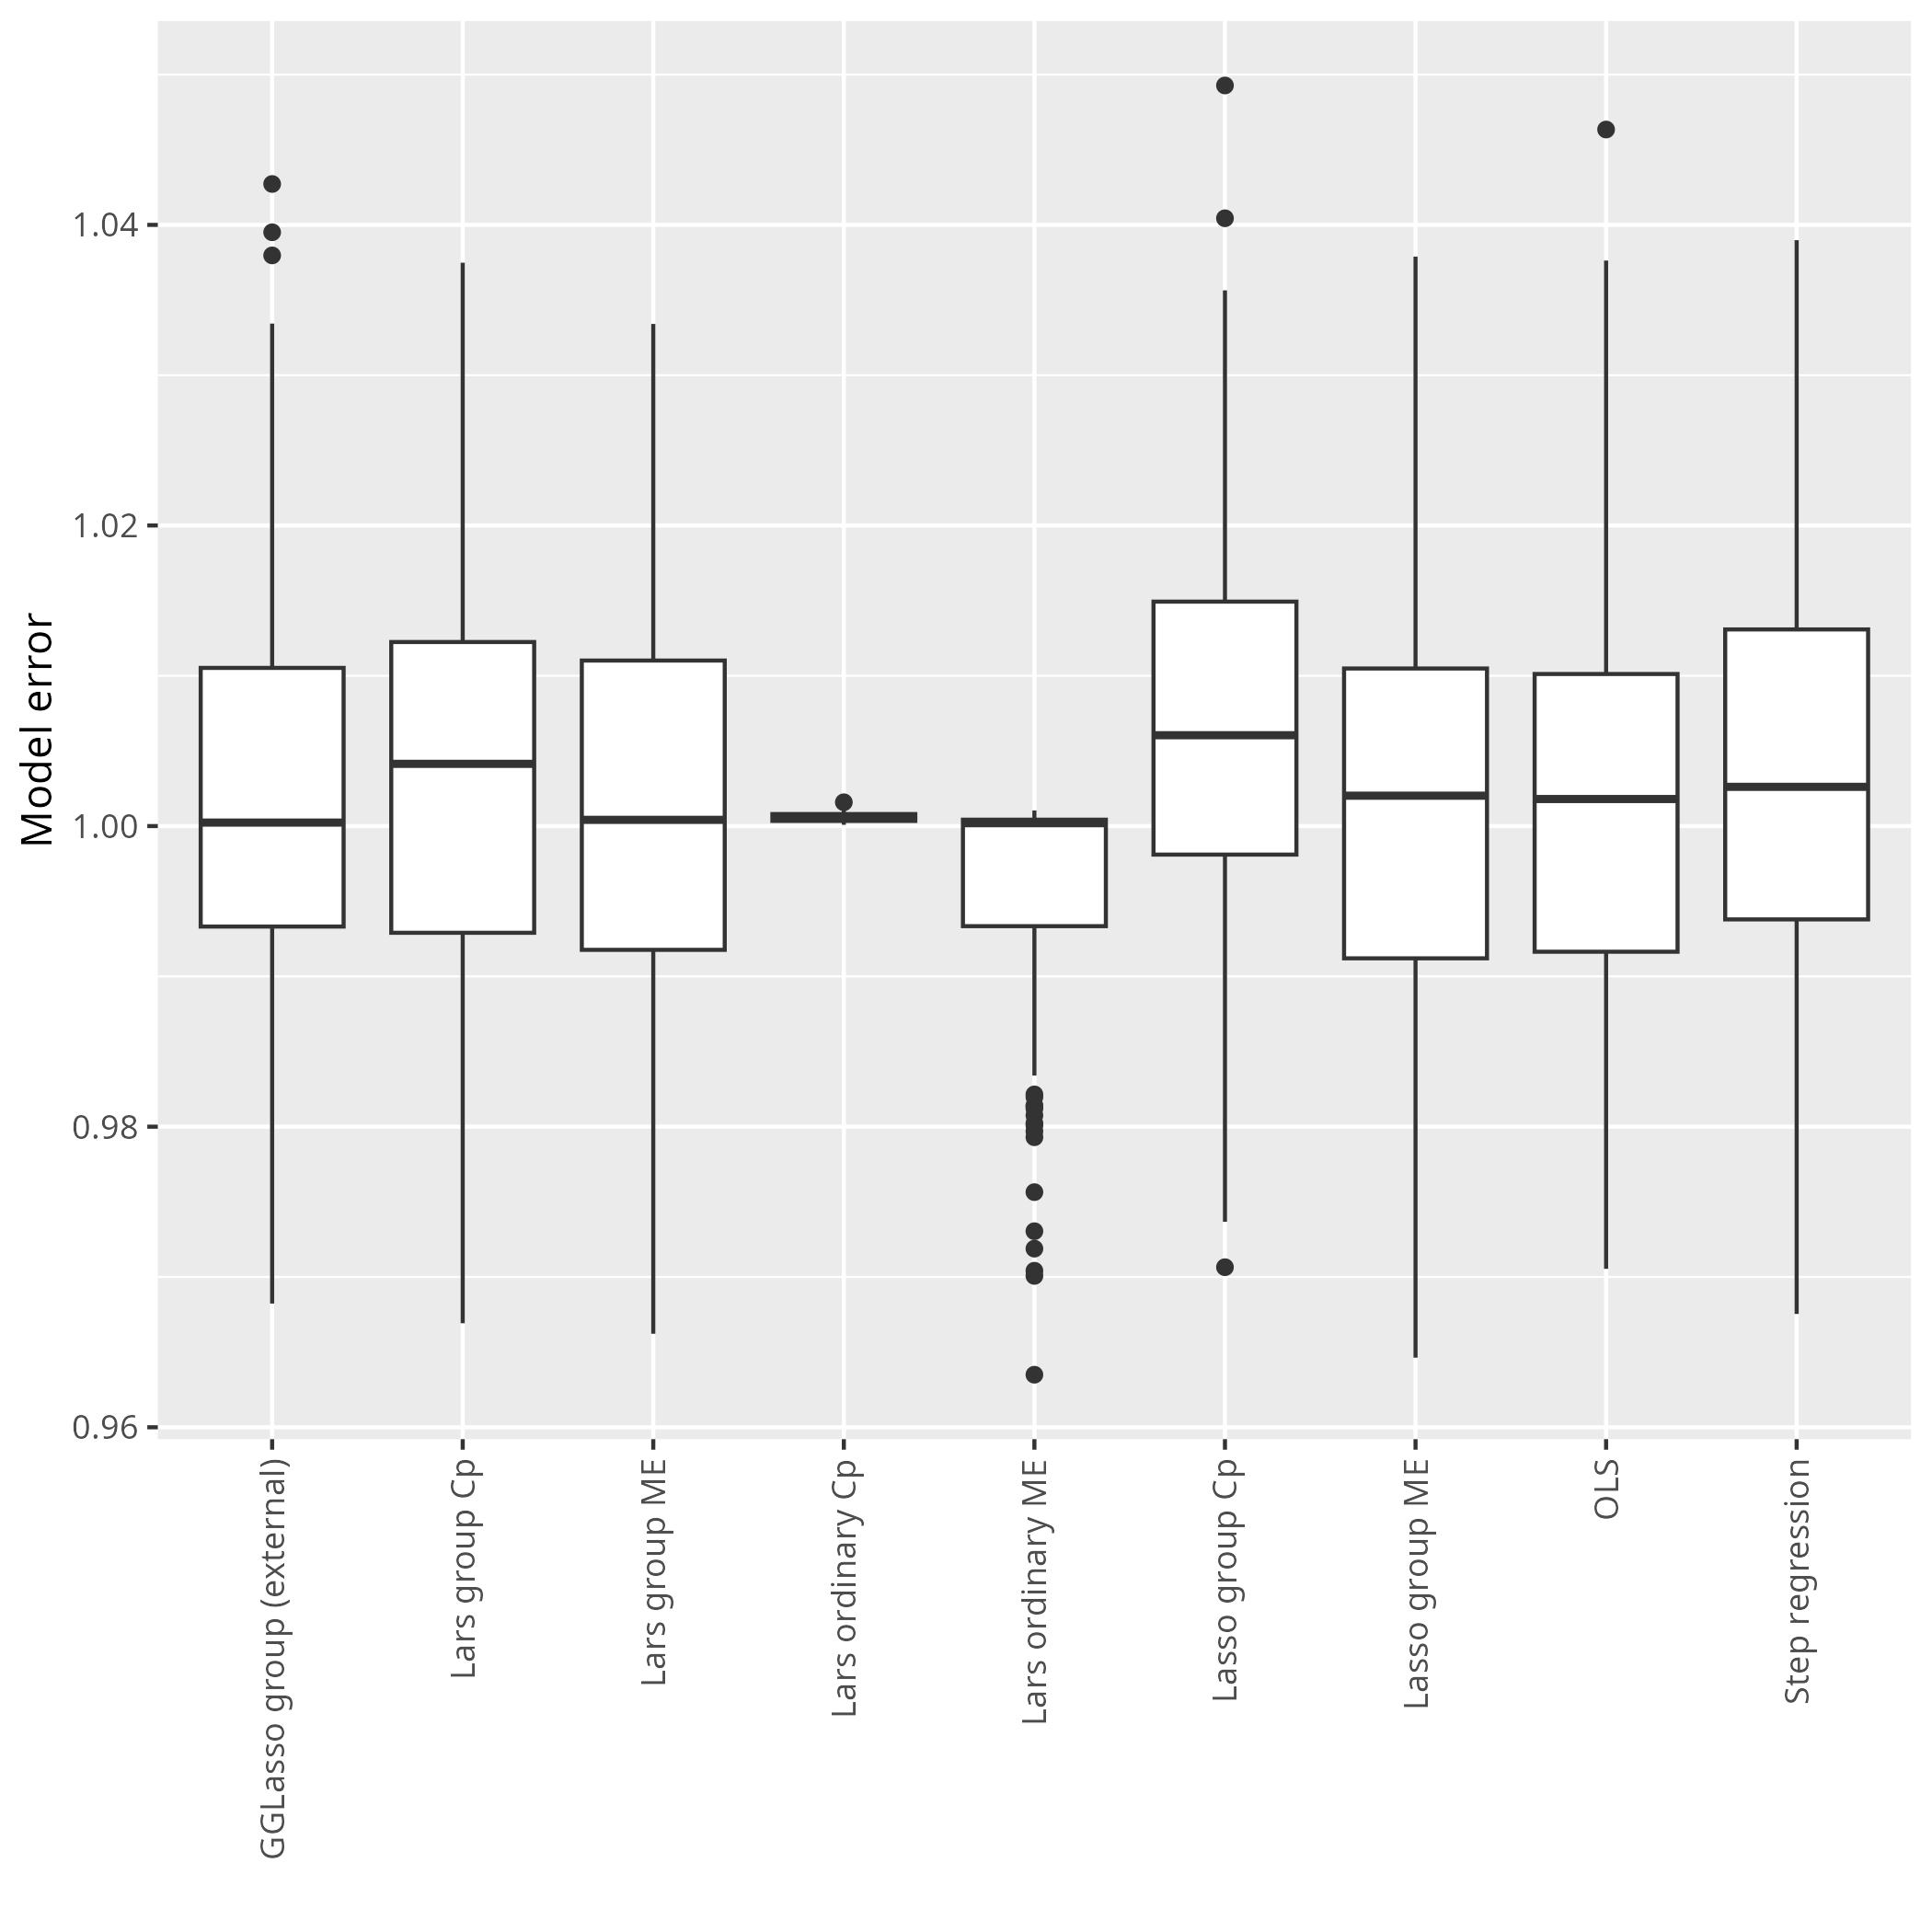 Model error
1.04
1.02
1.00
0.98
0.96
GGLasso group (external)
Lars group Cp
Lars group ME
Lars ordinary Cp
Lars ordinary ME
Lasso group Cp
Lasso group ME
OLS
Step regression